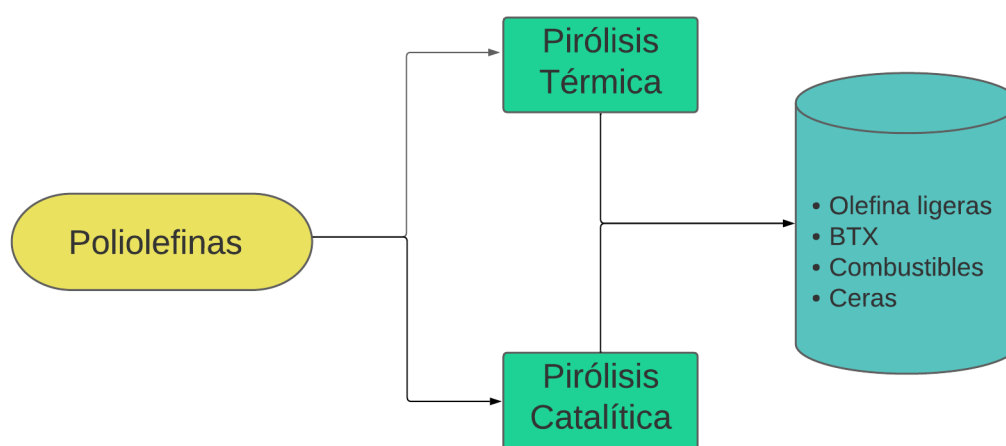 Pirólisis
Térmica
Poliolefinas
• Olefina ligeras
• BTX
• Combustibles
• Ceras
Pirólisis
Catalítica